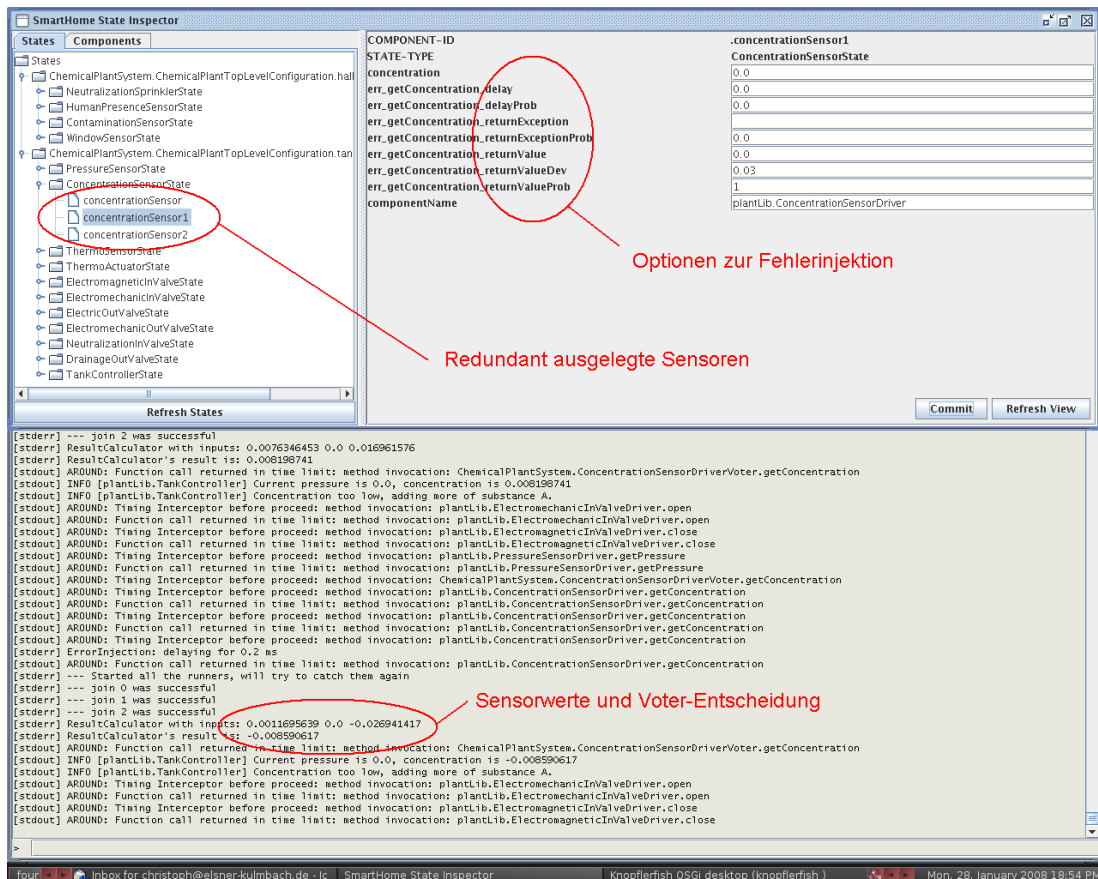 SmartHome State Inspector
States Components
States
ChemicalPlantSystem.ChemicalPlantTopLevelConfiguration.hall
NeutralizationSprinklerState
HumanPresenceSensorState
ContaminationSensorState
WindowSensorState
ChemicalPlantSystem.ChemicalPlantTopLevelConfiguration.tan
PressureSensorState
ConcentrationSensorState
concentrationSensor
concentrationSensor1
concentrationSensor2
ThermoSensorState
ThermoActuatorState
ElectromagneticInValveState
ElectromechanicInValveState
ElectricOutValveState
ElectromechanicOutValveState
NeutralizationInValveState
DrainageOutValveState
TankControllerState
Refresh States
COMPONENT-ID .concentrationSensor1
STATE-TYPE ConcentrationSensorState
concentration 0.0
err_getConcentration_delay 0.0
err_getConcentration_delayProb 0.0
err_getConcentration_returnException
err_getConcentration_returnExceptionProb 0.0
err_getConcentration_returnValue 0.0
err_getConcentration_returnValueDev 0.03
err_getConcentration_returnValueProb 1
componentName plantLib.ConcentrationSensorDriver
Optionen zur Fehlerinjektion
Redundant ausgelegte Sensoren
Commit Refresh View
[stderr] --- join 2 was successful
[stderr] ResultCalculator with inputs: 0.0076346453 0.0 0.016961576
[stderr] ResultCalculator's result is: 0.008198741
[stdout] AROUND: Function call returned in time limit: method invocation: ChemicalPlantSystem.ConcentrationSensorDriverVoter.getConcentration
[stdout] INFO [plantLib.TankController] Current pressure is 0.0, concentration is 0.008198741
[stdout] INFO [plantLib.TankController] Concentration too low, adding more of substance A.
[stdout] AROUND: Timing Interceptor before proceed: method invocation: plantLib.ElectromechanicInValveDriver.open
[stdout] AROUND: Function call returned in time limit: method invocation: plantLib.ElectromechanicInValveDriver.open
[stdout] AROUND: Timing Interceptor before proceed: method invocation: plantLib.ElectromagneticInValveDriver.close
[stdout] AROUND: Function call returned in time limit: method invocation: plantLib.ElectromagneticInValveDriver.close
[stdout] AROUND: Timing Interceptor before proceed: method invocation: plantLib.PressureSensorDriver.getPressure
[stdout] AROUND: Function call returned in time limit: method invocation: plantLib.PressureSensorDriver.getPressure
[stdout] AROUND: Timing Interceptor before proceed: method invocation: ChemicalPlantSystem.ConcentrationSensorDriverVoter.getConcentration
[stdout] AROUND: Timing Interceptor before proceed: method invocation: plantLib.ConcentrationSensorDriver.getConcentration
[stdout] AROUND: Function call returned in time limit: method invocation: plantLib.ConcentrationSensorDriver.getConcentration
[stdout] AROUND: Timing Interceptor before proceed: method invocation: plantLib.ConcentrationSensorDriver.getConcentration
[stdout] AROUND: Function call returned in time limit: method invocation: plantLib.ConcentrationSensorDriver.getConcentration
[stdout] AROUND: Timing Interceptor before proceed: method invocation: plantLib.ConcentrationSensorDriver.getConcentration
[stderr] ErrorInjection: delaying for 0.2 ms
[stdout] AROUND: Function call returned in time limit: method invocation: plantLib.ConcentrationSensorDriver.getConcentration
[stderr] --- Started all the runners, will try to catch them again
[stderr] --- join 0 was successful
[stderr] --- join 1 was successful
[stderr] --- join 2 was successful
Sensorwerte und Voter-Entscheidung
[stderr] ResultCalculator with inputs: 0.0011695639 0.0 -0.026941417
[stderr] ResultCalculator's result is: -0.008590617
[stdout] AROUND: Function call returned in time limit: method invocation: ChemicalPlantSystem.ConcentrationSensorDriverVoter.getConcentration
[stdout] INFO [plantLib.TankController] Current pressure is 0.0, concentration is -0.008590617
[stdout] INFO [plantLib.TankController] Concentration too low, adding more of substance A.
[stdout] AROUND: Timing Interceptor before proceed: method invocation: plantLib.ElectromechanicInValveDriver.open
[stdout] AROUND: Function call returned in time limit: method invocation: plantLib.ElectromechanicInValveDriver.open
[stdout] AROUND: Timing Interceptor before proceed: method invocation: plantLib.ElectromagneticInValveDriver.close
[stdout] AROUND: Function call returned in time limit: method invocation: plantLib.ElectromagneticInValveDriver.close
>
four Inbox for christoph@elsner-kulmbach.de - Ic SmartHome State Inspector Knopflerfish OSGi desktop (knopflerfish ) Mon, 28. January 2008 18:54 PM